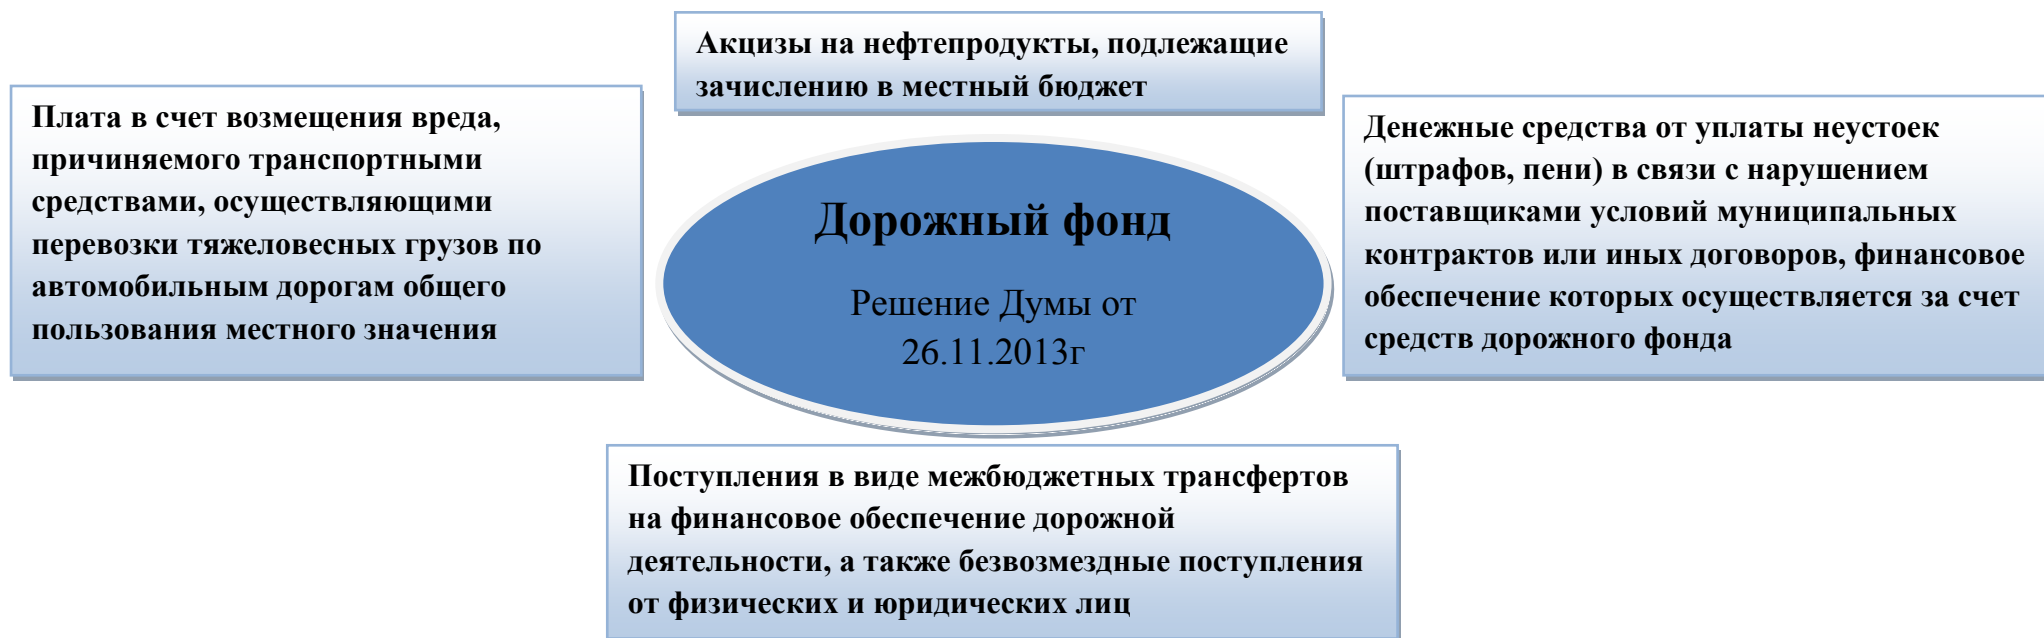 Акцизы на нефтепродукты, подлежащие
зачислению в местный бюджет
Плата в счет возмещения вреда,
причиняемого транспортными
средствами, осуществляющими
перевозки тяжеловесных грузов по
автомобильным дорогам общего
пользования местного значения
Дорожный фонд
Решение Думы от
26.11.2013г
Денежные средства от уплаты неустоек
(штрафов, пени) в связи с нарушением
поставщиками условий муниципальных
контрактов или иных договоров, финансовое
обеспечение которых осуществляется за счет
средств дорожного фонда
Поступления в виде межбюджетных трансфертов
на финансовое обеспечение дорожной
деятельности, а также безвозмездные поступления
от физических и юридических лиц